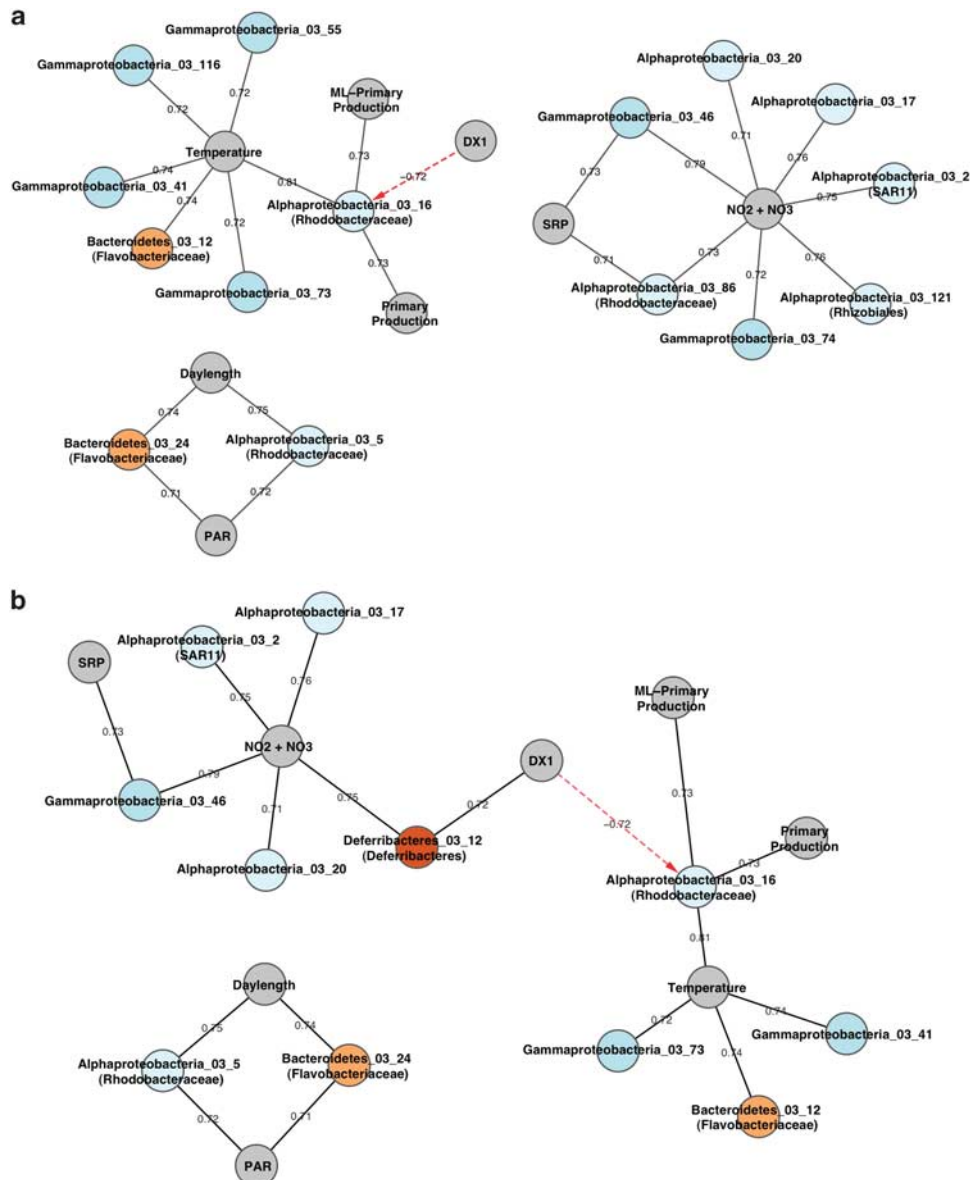 a
Gammaproteobacteria_03_55
Gammaproteobacteria_03_116
0.72
0.72
ML-Primary
Production
DX1
Temperature
0.73
−0.72
0.74
0.81
Gammaproteobacteria_03_41
0.74
Alphaproteobacteria_03_16
(Rhodobacteraceae)
0.72
Bacteroidetes_03_12
(Flavobacteriaceae)
0.73
Gammaproteobacteria_03_73
Primary
Production
Alphaproteobacteria_03_20
Alphaproteobacteria_03_17
Gammaproteobacteria_03_46
0.71
0.76
0.73
0.79
Alphaproteobacteria_03_2
(SAR11)
0.75
NO2 + NO3
SRP
0.71
0.73
0.72
0.76
Alphaproteobacteria_03_86
(Rhodobacteraceae)
Alphaproteobacteria_03_121
(Rhizobiales)
Gammaproteobacteria_03_74
Daylength
0.74
0.75
Bacteroidetes_03_24
(Flavobacteriaceae)
Alphaproteobacteria_03_5
(Rhodobacteraceae)
0.71
0.72
PAR
b
Alphaproteobacteria_03_17
Alphaproteobacteria_03_2
(SAR11)
SRP
0.75
0.76
0.73
NO2 + NO3
0.79
Gammaproteobacteria_03_46
0.71
0.75
Alphaproteobacteria_03_20
Deferribacteres_03_12
(Deferribacteres)
0.72
DX1
−0.72
ML-Primary
Production
0.73
Primary
Production
0.73
Alphaproteobacteria_03_16
(Rhodobacteraceae)
0.81
Temperature
0.72
0.74
Gammaproteobacteria_03_73
0.74
Gammaproteobacteria_03_41
Bacteroidetes_03_12
(Flavobacteriaceae)
Daylength
0.75
0.74
Alphaproteobacteria_03_5
(Rhodobacteraceae)
Bacteroidetes_03_24
(Flavobacteriaceae)
0.72
0.71
PAR